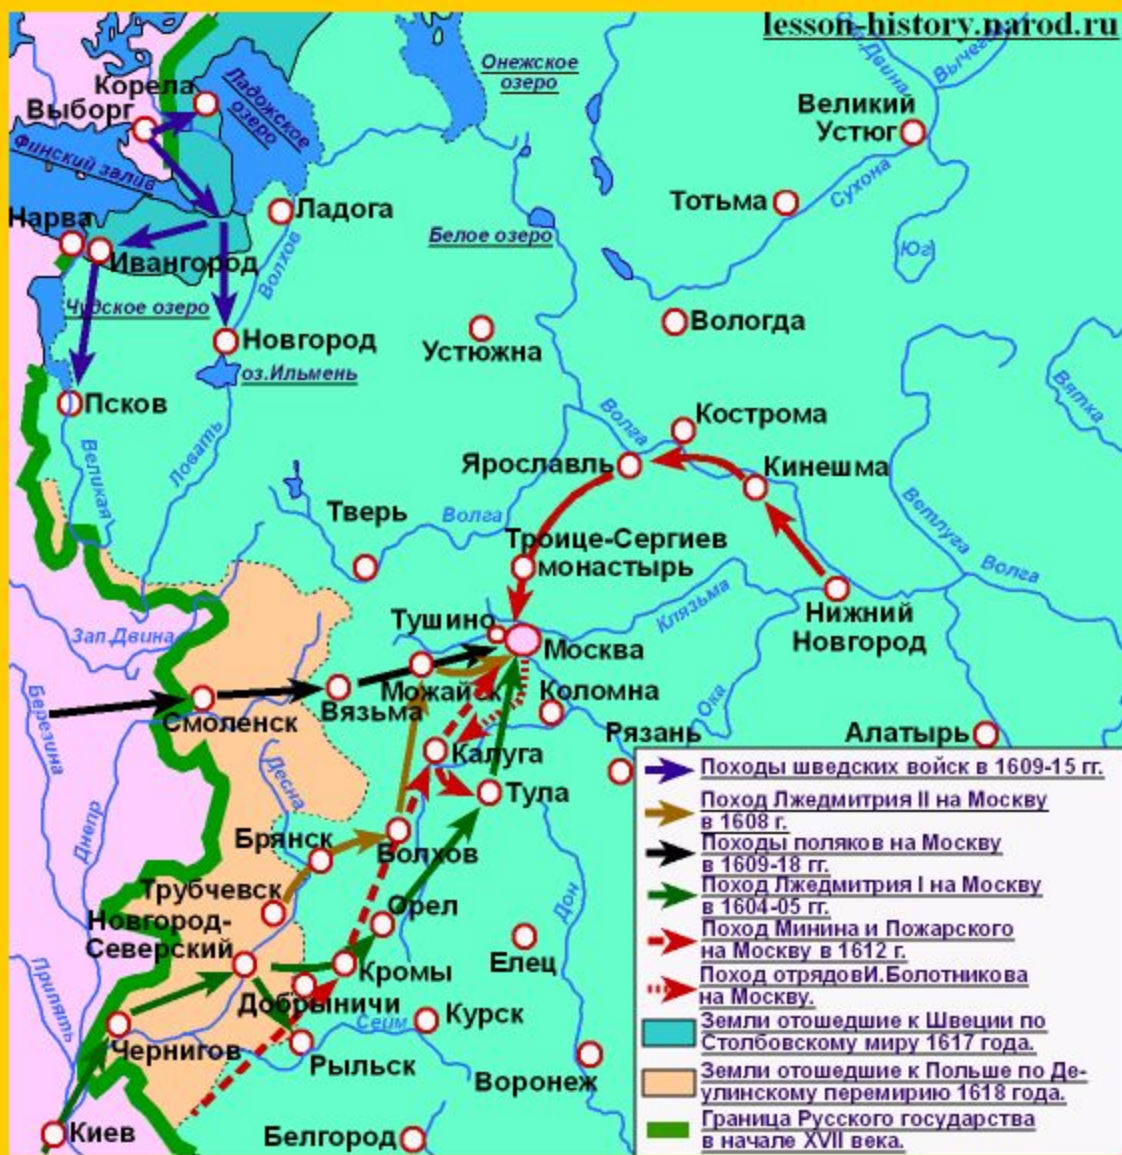 lesson-history.narod.ru
Онежское
озеро
Ладожское
озеро
Корела
Выборг
Финский залив
Вычег
Великий
Устюг
Сухона
Тотьма
Юг
Нарва
Ладога
Ивангород
Волхов
Белое озеро
Чудское озеро
Новгород
оз.Ильмень
Устюжна
Вологда
Вятка
Псков
Великая
Ловать
Волга
Кострома
Ярославль
Кинешма
Ветлуга
Волга
Тверь
Волга
Троице-Сергиев
монастырь
Клязьма
Нижний
Новгород
Тушино
Москва
Зап.Двина
Можайск
Коломна
Березина
Смоленск
Вязьма
Ока
Рязань
Алатырь
Калуга
Десна
Тула
Днепр
Брянск
Болхов
Трубчевск
Новгород-
Северский
Орел
Дон
Елец
Кромы
Добрыничи
Припять
Чернигов
Сейм
Курск
Рыльск
Воронеж
Киев
Белгород
Походы шведских войск в 1609-15 гг.
Поход Лжедмитрия II на Москву
в 1608 г.
Походы поляков на Москву
в 1609-18 гг.
Поход Лжедмитрия I на Москву
в 1604-05 гг.
Поход Минина и Пожарского
на Москву в 1612 г.
Поход отрядовИ.Болотникова
на Москву.
Земли отошедшие к Швеции по
Столбовскому миру 1617 года.
Земли отошедшие к Польше по Де-
улинскому перемирию 1618 года.
Граница Русского государства
в начале XVII века.